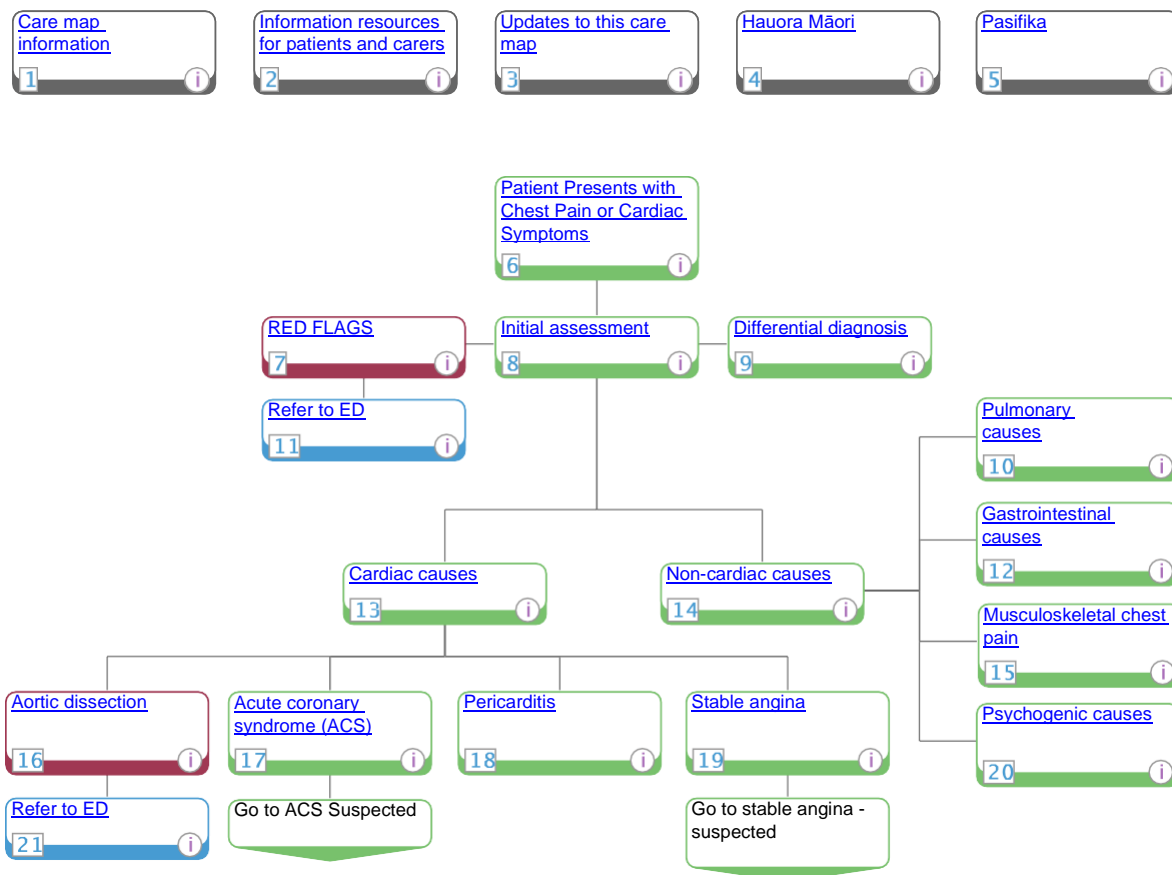 Care map
information
1
i
Information resources
for patients and carers
2
i
Updates to this care
map
3
i
Hauora Māori
4
i
Pasifika
5
i
Patient Presents with
Chest Pain or Cardiac
Symptoms
6
i
RED FLAGS
7
i
Initial assessment
8
i
Differential diagnosis
9
i
Refer to ED
11
i
Pulmonary
causes
10
i
Gastrointestinal
causes
12
i
Cardiac causes
13
i
Non-cardiac causes
14
i
Musculoskeletal chest
pain
15
i
Aortic dissection
16
i
Acute coronary
syndrome (ACS)
17
i
Pericarditis
18
i
Stable angina
19
i
Psychogenic causes
20
i
Refer to ED
21
i
Go to ACS Suspected
Go to stable angina -
suspected